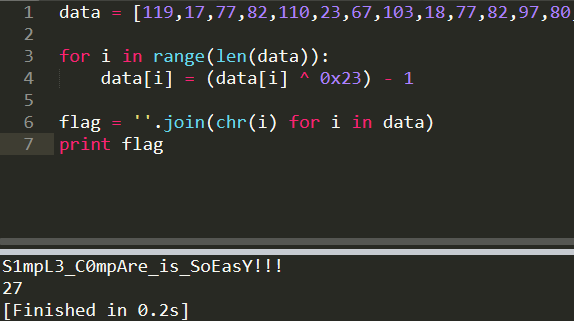 1 data = [119,17,77,82,110,23,67,103,18,77,82,97,80,
2
3 for i in range(len(data)):
4 data[i] = (data[i] ^ 0x23) - 1
5
6 flag = ''.join(chr(i) for i in data)
7 print flag
S1mpL3_C0mpAre_is_SoEasY!!!
27
[Finished in 0.2s]